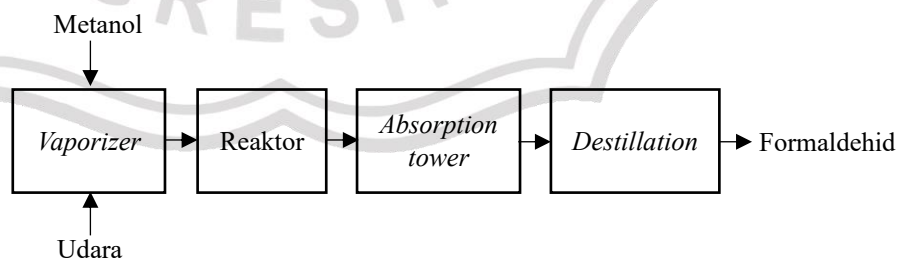 Metanol
Vaporizer
Reaktor
Absorption
tower
Destillation
Formaldehid
Udara